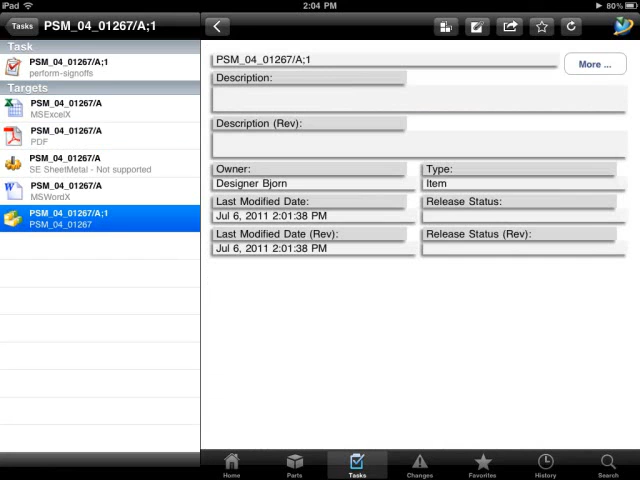 iPad
2:04 PM
80%
Tasks
PSM_04_01267/A;1
Task
PSM_04_01267/A;1
perform-signoffs
Targets
PSM_04_01267/A
MSExcelX
PSM_04_01267/A
PDF
PSM_04_01267/A
SE SheetMetal - Not supported
PSM_04_01267/A
MSWordX
PSM_04_01267/A;1
PSM_04_01267
PSM_04_01267/A;1
More ...
Description:
Description (Rev):
Owner:
Type:
Designer Bjorn
Item
Last Modified Date:
Release Status:
Jul 6, 2011 2:01:38 PM
Last Modified Date (Rev):
Release Status (Rev):
Jul 6, 2011 2:01:38 PM
Home
Parts
Tasks
Changes
Favorites
History
Search